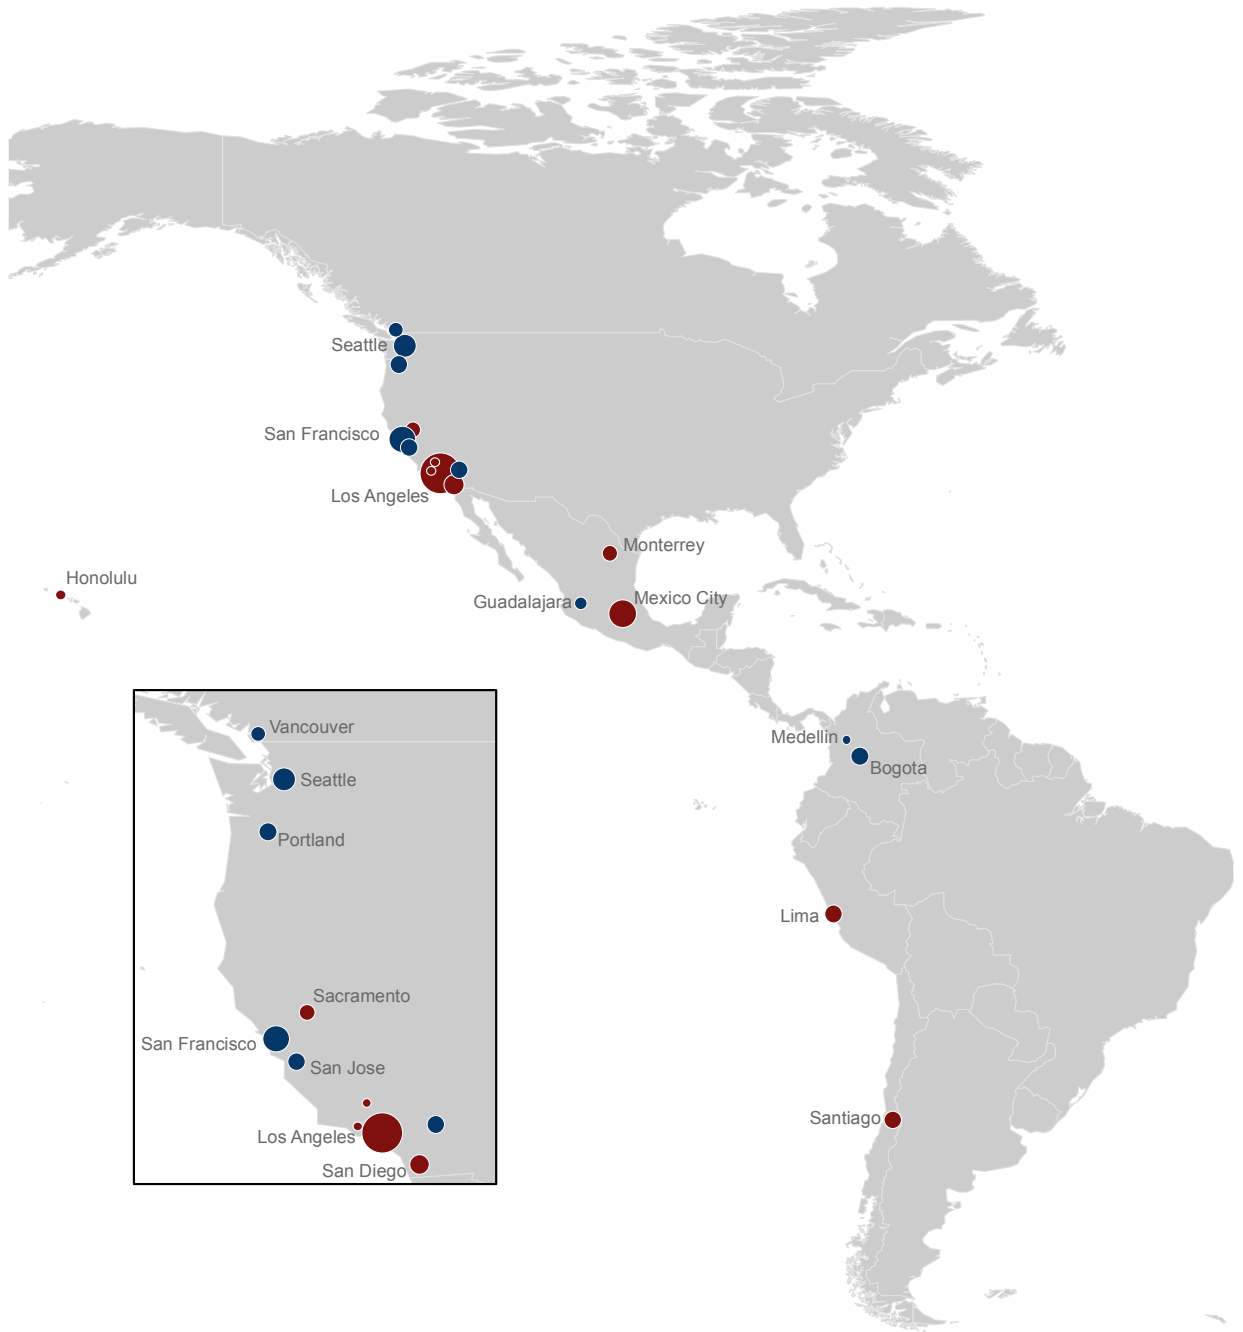 Seattle
San Francisco
Los Angeles
Monterrey
Honolulu
Guadalajara
Mexico City
Vancouver
Seattle
Portland
Sacramento
San Francisco
San Jose
Los Angeles
San Diego
Medellin
Bogota
Lima
Santiago